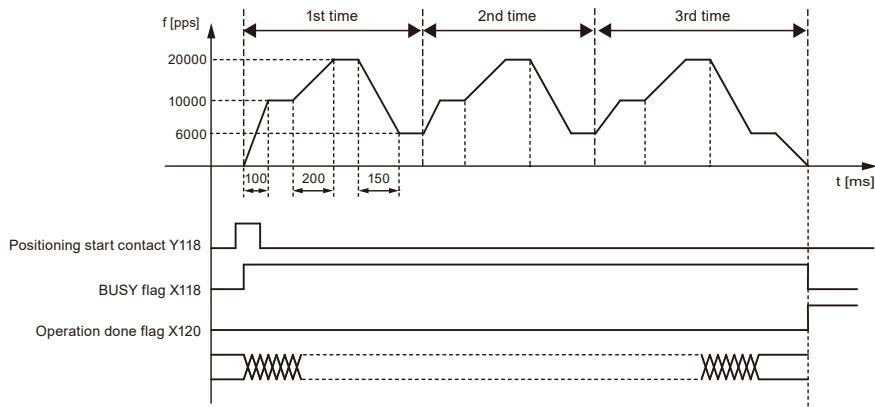 f [pps]
1st time
2nd time
3rd time
20000
10000
6000
100
200
150
t [ms]
Positioning start contact Y118
BUSY flag X118
Operation done flag X120